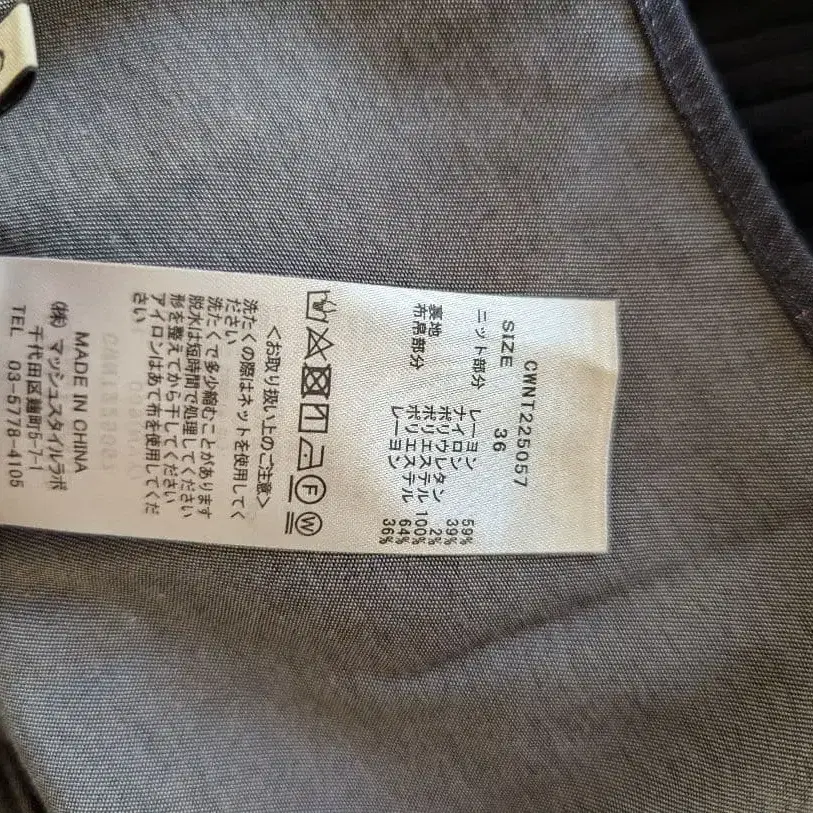 CWNT225057
SIZE 36
ニット部分 レーヨン 59%
ナイロン 39%
ポリウレタン 2%
裏地 ポリエステル 100%
布帛部分 ポリエステル 64%
レーヨン 36%
F
W
<お取り扱い上のご注意>
洗たくの際はネットを使用してく
ださい
洗たくで多少縮むことがあります
脱水は短時間で処理してください
形を整えてから干してください
アイロンはあて布を使用してくだ
さい
MADE IN CHINA
(株)マッシュスタイルラボ
千代田区麹町5-7-1
TEL 03-5778-4105